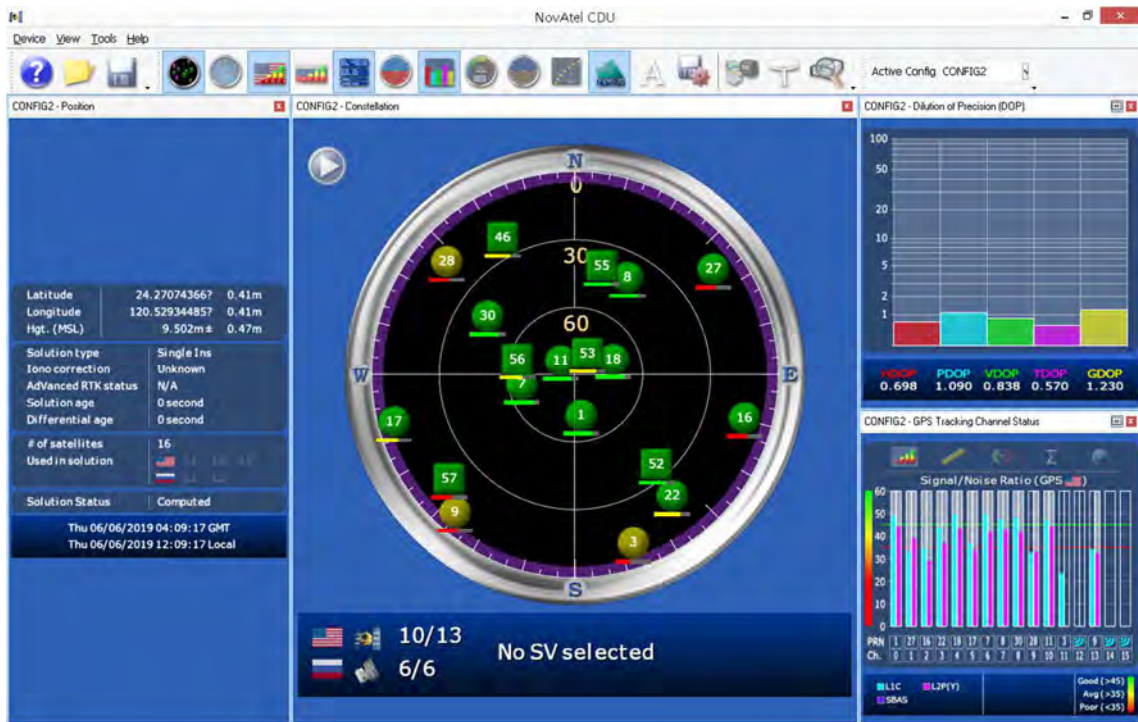 NovAtel CDU
Device View Tools Help
Active Config CONFIG2
CONFIG2 - Position
Latitude 24.27074366? 0.41m
Longitude 120.52934485? 0.41m
Hgt. (MSL) 9.502m± 0.47m
Solution type Single Ins
Iono correction Unknown
AdVanced RTK status N/A
Solution age 0 second
Differential age 0 second
# of satellites 16
Used in solution
Solution Status Computed
Thu 06/06/2019 04:09:17 GMT
Thu 06/06/2019 12:09:17 Local
CONFIG2 - Constellation
N
0
46
28
30
55
8
27
30
60
56
11
53
18
W
E
7
17
1
16
57
52
22
9
3
S
10/13
6/6
No SV selected
CONFIG2 - Dilution of Precision (DOP)
100
50
20
10
5
2
1
HDOP PDOP VDOP TDOP GDOP
0.698 1.090 0.838 0.570 1.230
CONFIG2 - GPS Tracking Channel Status
Σ
Signal/Noise Ratio (GPS)
60
50
40
30
20
10
0
PRN 1 27 16 22 18 17 7 8 30 28 11 3 9
Ch. 0 1 2 3 4 5 6 7 8 9 10 11 12 13 14 15
L1C L2P(Y)
SBAS
Good (>45)
Avg (>35)
Poor (<35)